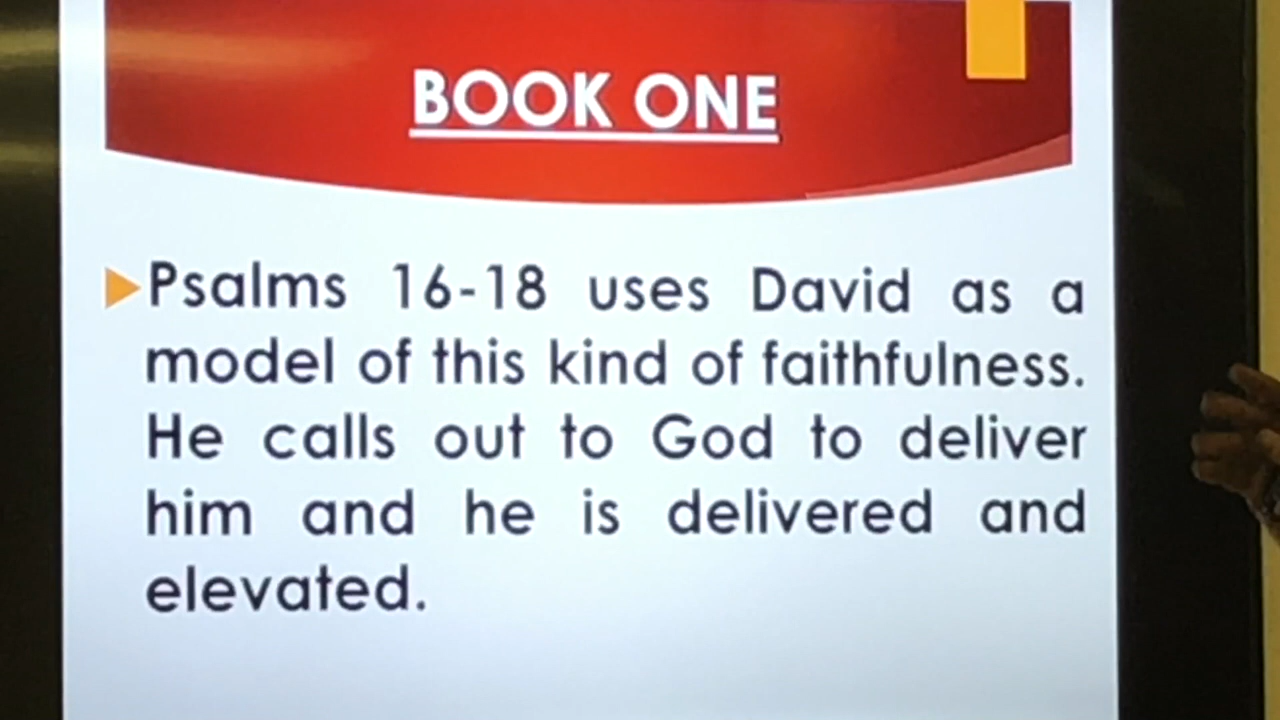 BOOK ONE
Psalms 16-18 uses David as a
model of this kind of faithfulness.
He calls out to God to deliver
him and he is delivered and
elevated.